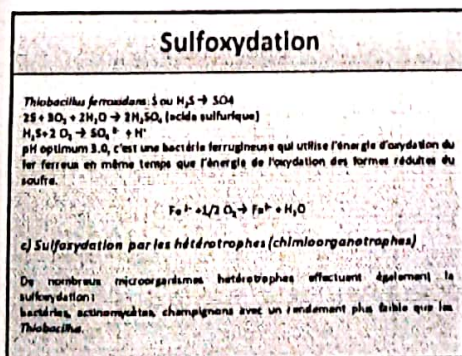 Sulfoxydation
Thiobacillus ferroxidans: S ou H₂S → SO4
2S + 3O₂ + 2H₂O → 2H₂SO₄ (acide sulfurique)
H₂S+2 O₂ → SO₄ ²⁻ + H⁺
pH optimum 3.0, c'est une bactérie ferrugineuse qui utilise l'énergie d'oxydation du
fer ferreux en même temps que l'énergie de l'oxydation des formes réduites du
soufre.
Fe ²⁺ +1/2 O₂ → Fe³⁺ + H₂O
c) Sulfoxydation par les hétérotrophes (chimioorganotrophes)
De nombreux microorganismes hétérotrophes effectuent également la
sulfoxydation :
bactéries, actinomycètes, champignons avec un rendement plus faible que les
Thiobacilles.